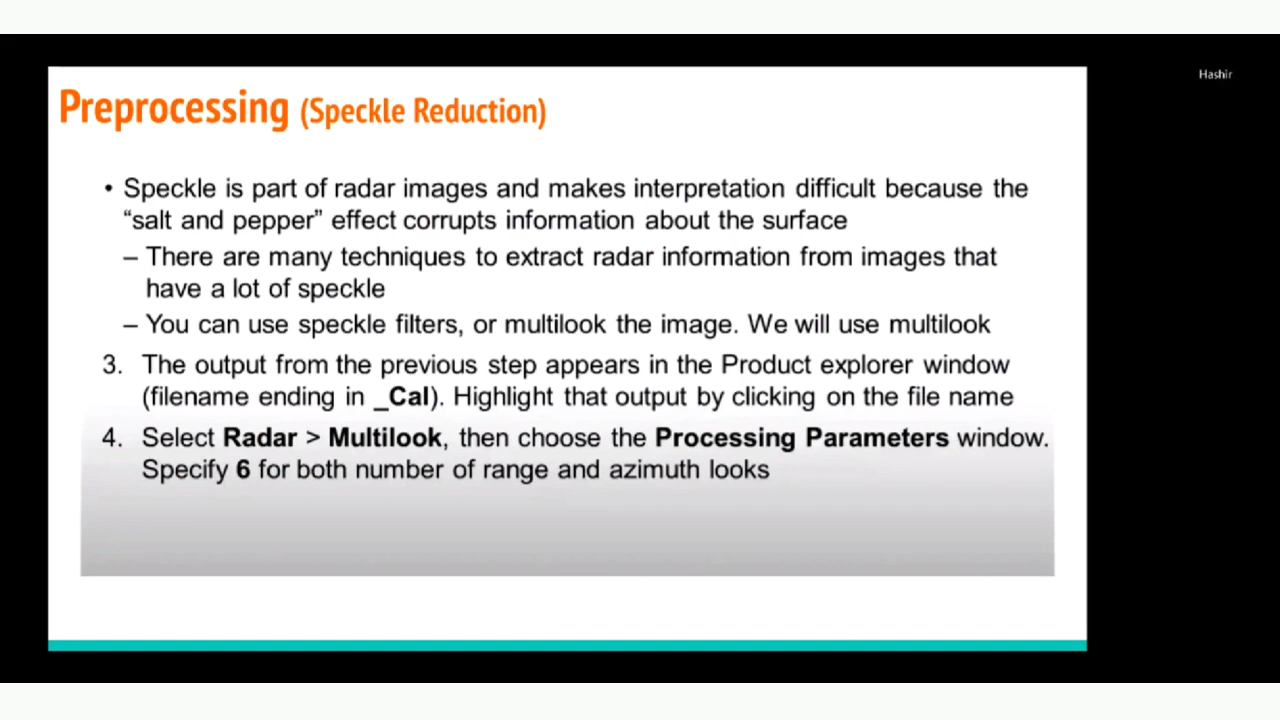 Hashir
Preprocessing (Speckle Reduction)
• Speckle is part of radar images and makes interpretation difficult because the
“salt and pepper” effect corrupts information about the surface
– There are many techniques to extract radar information from images that
have a lot of speckle
– You can use speckle filters, or multilook the image. We will use multilook
3. The output from the previous step appears in the Product explorer window
(filename ending in _Cal). Highlight that output by clicking on the file name
4. Select Radar > Multilook, then choose the Processing Parameters window.
Specify 6 for both number of range and azimuth looks